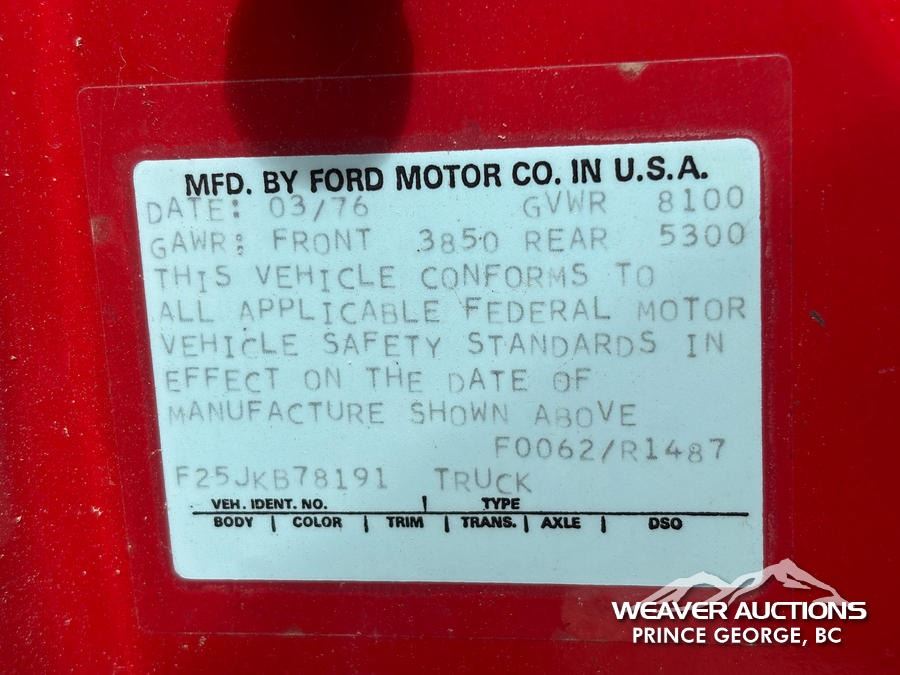 MFD. BY FORD MOTOR CO. IN U.S.A.
DATE: 03/76 GVWR 8100
GAWR: FRONT 3850 REAR 5300
THIS VEHICLE CONFORMS TO
ALL APPLICABLE FEDERAL MOTOR
VEHICLE SAFETY STANDARDS IN
EFFECT ON THE DATE OF
MANUFACTURE SHOWN ABOVE
F0062/R1487
F25JKB78191 TRUCK
VEH. IDENT. NO. | TYPE
BODY | COLOR | TRIM | TRANS. | AXLE | DSO
WEAVER AUCTIONS
PRINCE GEORGE, BC